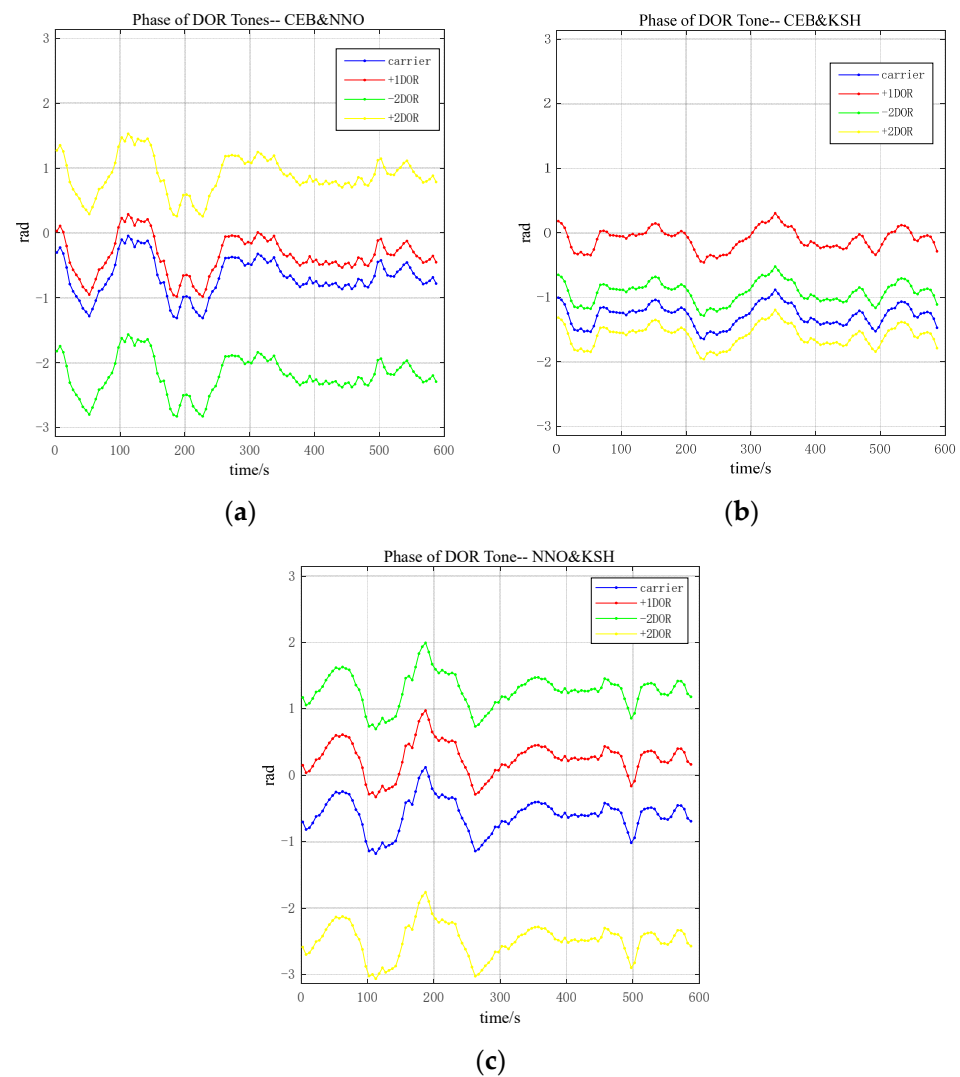 Phase of DOR Tones-- CEB&NNO
carrier
+1DOR
-2DOR
+2DOR
3
2
1
0
-1
-2
-3
rad
0 100 200 300 400 500 600
time/s
(a)
Phase of DOR Tone-- CEB&KSH
carrier
+1DOR
-2DOR
+2DOR
3
2
1
0
-1
-2
-3
rad
0 100 200 300 400 500 600
time/s
(b)
Phase of DOR Tone-- NNO&KSH
carrier
+1DOR
-2DOR
+2DOR
3
2
1
0
-1
-2
-3
rad
0 100 200 300 400 500 600
time/s
(c)